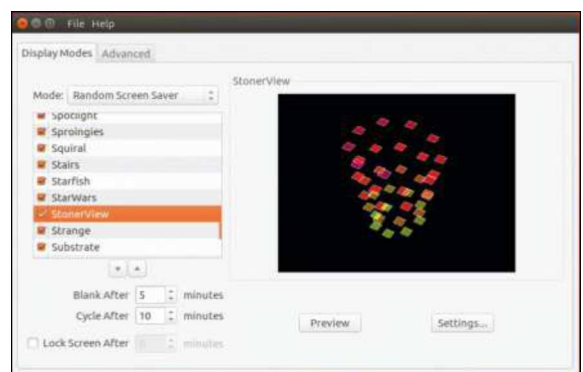 File Help
Display Modes Advanced
Mode: Random Screen Saver
Spotlight
Sproingies
Squiral
Stairs
Starfish
StarWars
StonerView
Strange
Substrate
Blank After 5 minutes
Cycle After 10 minutes
Lock Screen After 0 minutes
StonerView
Preview Settings...